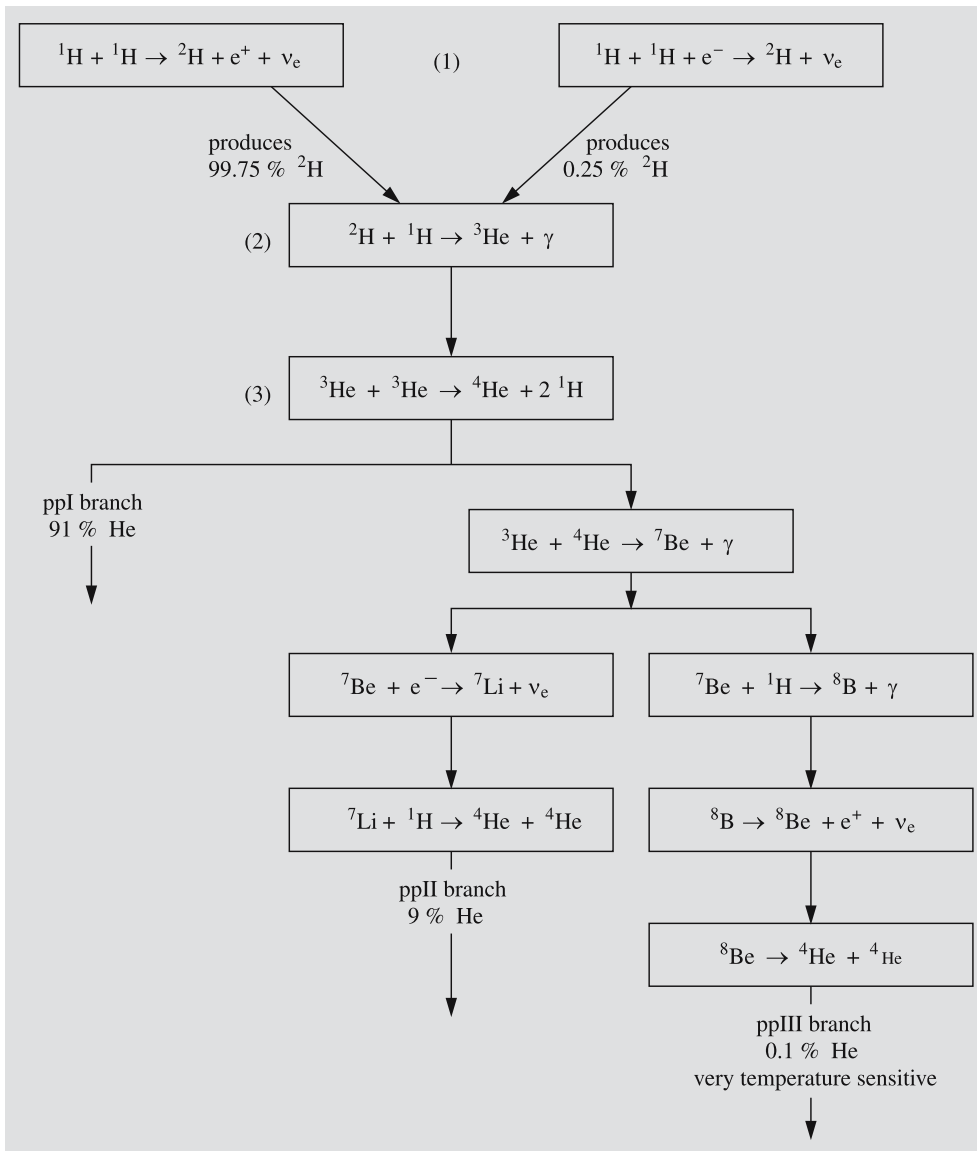 ¹H + ¹H → ²H + e⁺ + νₑ
(1)
¹H + ¹H + e⁻ → ²H + νₑ
produces
99.75 % ²H
produces
0.25 % ²H
(2)
²H + ¹H → ³He + γ
(3)
³He + ³He → ⁴He + 2 ¹H
ppI branch
91 % He
³He + ⁴He → ⁷Be + γ
⁷Be + e⁻ → ⁷Li + νₑ
⁷Be + ¹H → ⁸B + γ
⁷Li + ¹H → ⁴He + ⁴He
⁸B → ⁸Be + e⁺ + νₑ
ppII branch
9 % He
⁸Be → ⁴He + ⁴He
ppIII branch
0.1 % He
very temperature sensitive